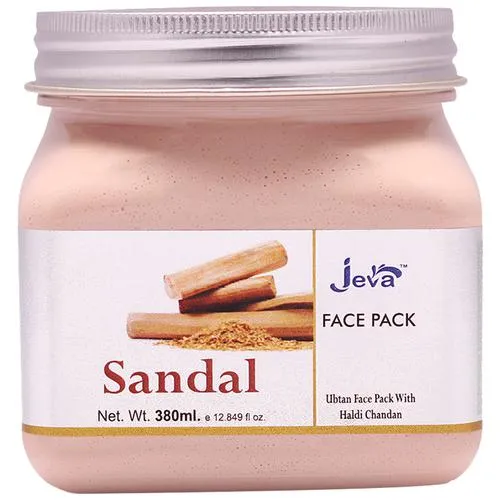 Sandal
Net. Wt. 380ml. e 12.849 fl oz.
Jeva™
FACE PACK
Ubtan Face Pack With
Haldi Chandan